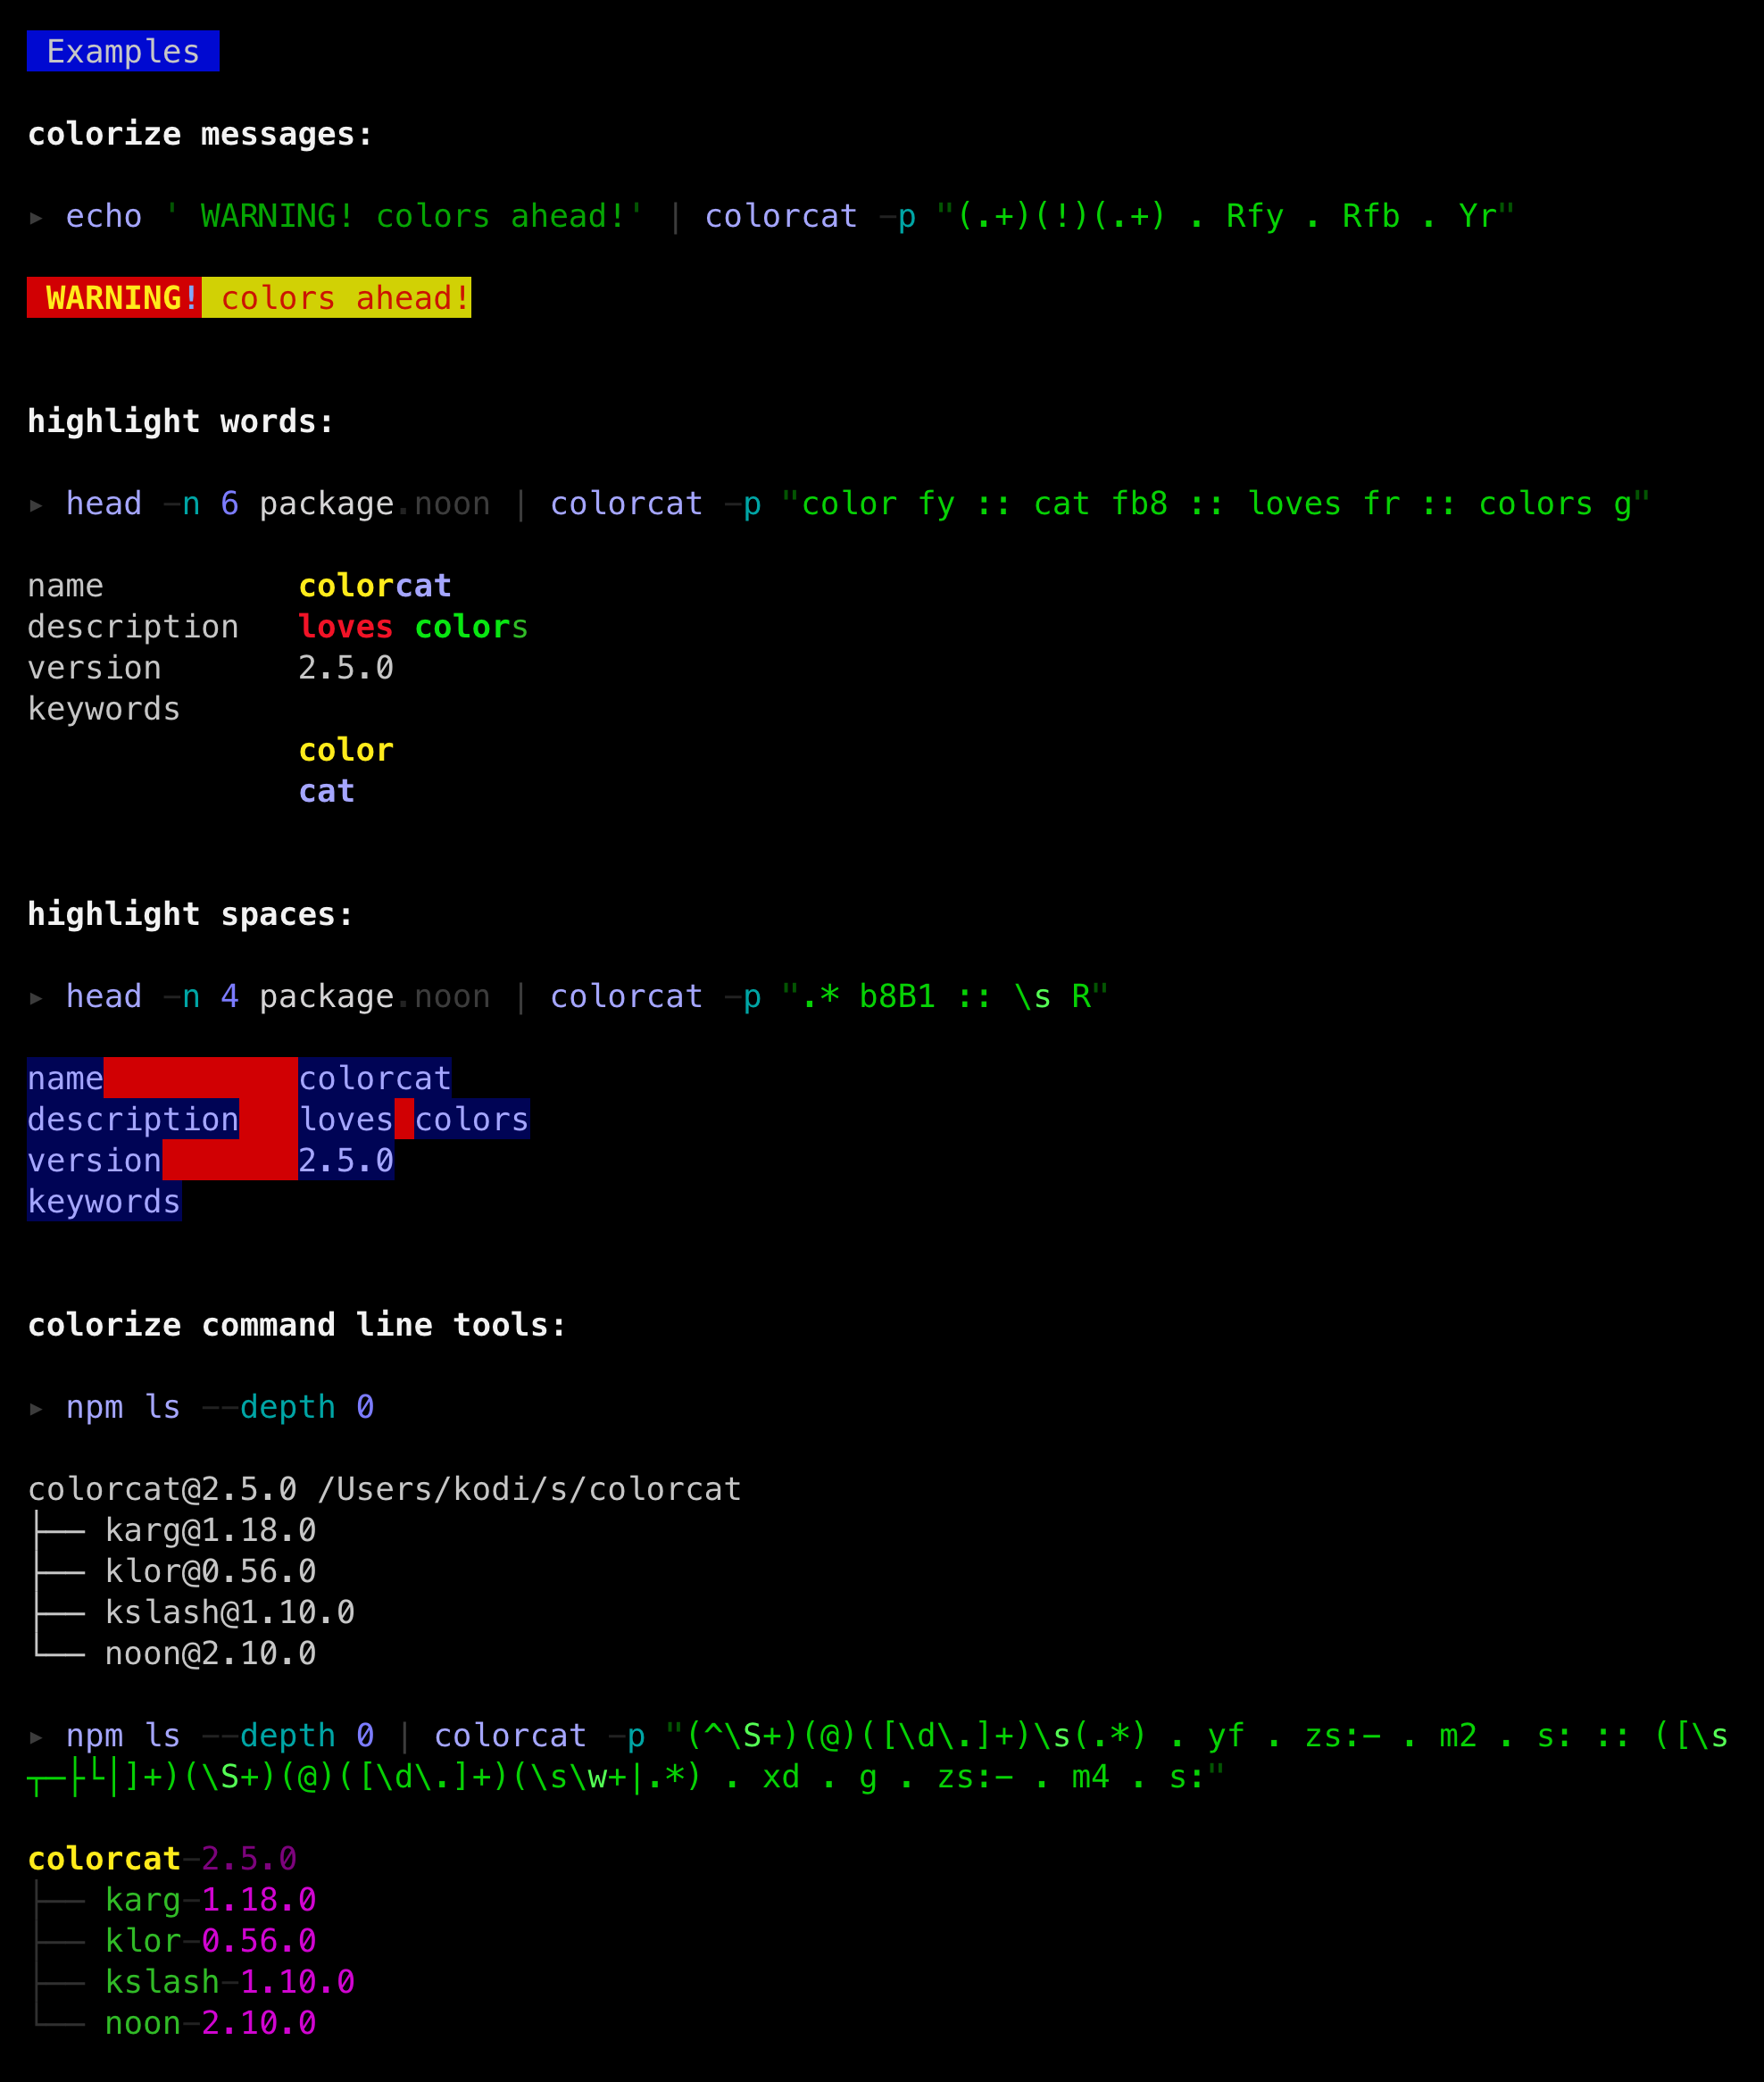 Examples
colorize messages:
▸ echo ' WARNING! colors ahead!' | colorcat -p "(.+)(!)(.+) . Rfy . Rfb . Yr"
WARNING! colors ahead!
highlight words:
▸ head -n 6 package.noon | colorcat -p "color fy :: cat fb8 :: loves fr :: colors g"
name          colorcat
description   loves colors
version       2.5.0
keywords
              color
              cat
highlight spaces:
▸ head -n 4 package.noon | colorcat -p ".* b8B1 :: \s R"
name          colorcat
description   loves colors
version       2.5.0
keywords
colorize command line tools:
▸ npm ls --depth 0
colorcat@2.5.0 /Users/kodi/s/colorcat
├── karg@1.18.0
├── klor@0.56.0
├── kslash@1.10.0
└── noon@2.10.0
▸ npm ls --depth 0 | colorcat -p "(^\S+)(@)([\d\.]+)\s(.*) . yf . zs:- . m2 . s: :: ([\s
┬─├└│]+)(\S+)(@)([\d\.]+)(\s\w+|.*) . xd . g . zs:- . m4 . s:"
colorcat-2.5.0
├── karg-1.18.0
├── klor-0.56.0
├── kslash-1.10.0
└── noon-2.10.0